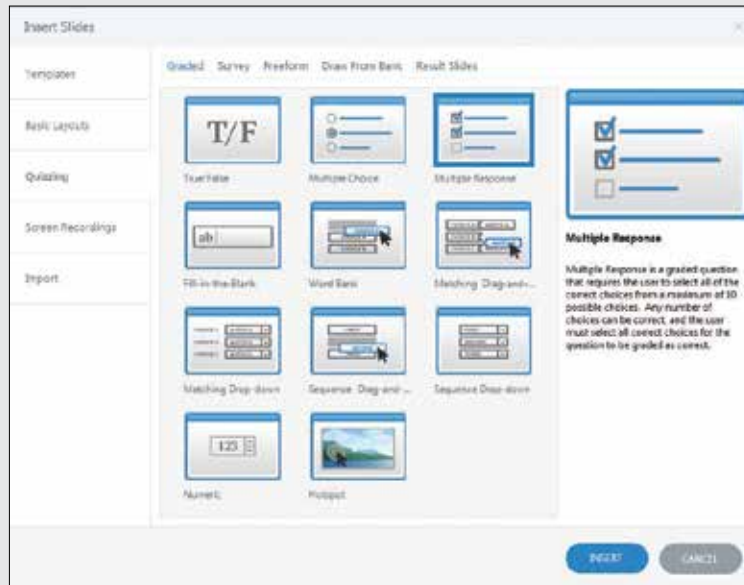 Insert Slides
Templates
Basic Layouts
Quizzing
Screen Recordings
Import
Graded Survey Freeform Draw From Bank Result Slides
T/F
True/False
Multiple Choice
Multiple Response
ab
Fill-in-the-Blank
Word Bank
Matching Drag-and-...
Matching Drop-down
Sequence Drag-and-...
Sequence Drop-down
123
Numeric
Hotspot
Multiple Response
Multiple Response is a graded question
that requires the user to select all of the
correct choices from a maximum of 10
possible choices. Any number of
choices can be correct, and the user
must select all correct choices for the
question to be graded as correct.
INSERT
CANCEL